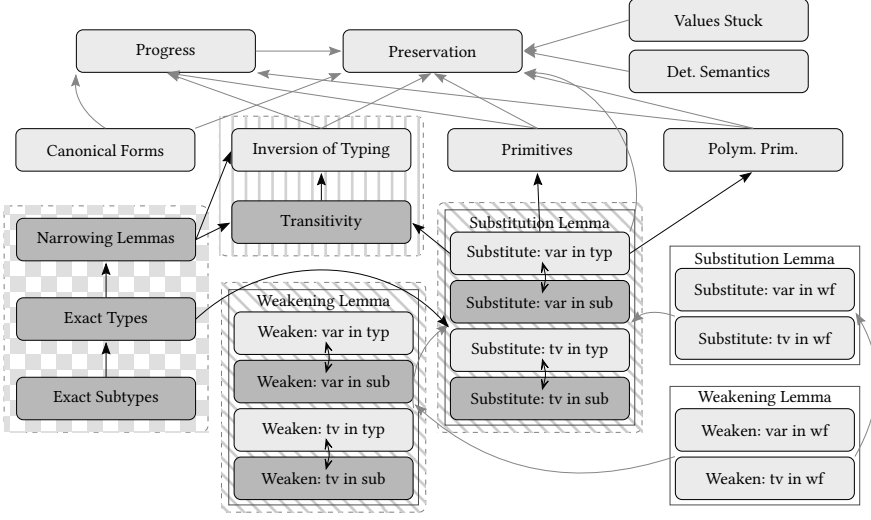 Values Stuck
Progress
Preservation
Det. Semantics
Canonical Forms
Inversion of Typing
Primitives
Polym. Prim.
Narrowing Lemmas
Transitivity
Substitution Lemma
Substitute: var in typ
Substitute: var in sub
Substitute: tv in typ
Substitute: tv in sub
Substitution Lemma
Substitute: var in wf
Substitute: tv in wf
Exact Types
Exact Subtypes
Weakening Lemma
Weaken: var in typ
Weaken: var in sub
Weaken: tv in typ
Weaken: tv in sub
Weakening Lemma
Weaken: var in wf
Weaken: tv in wf